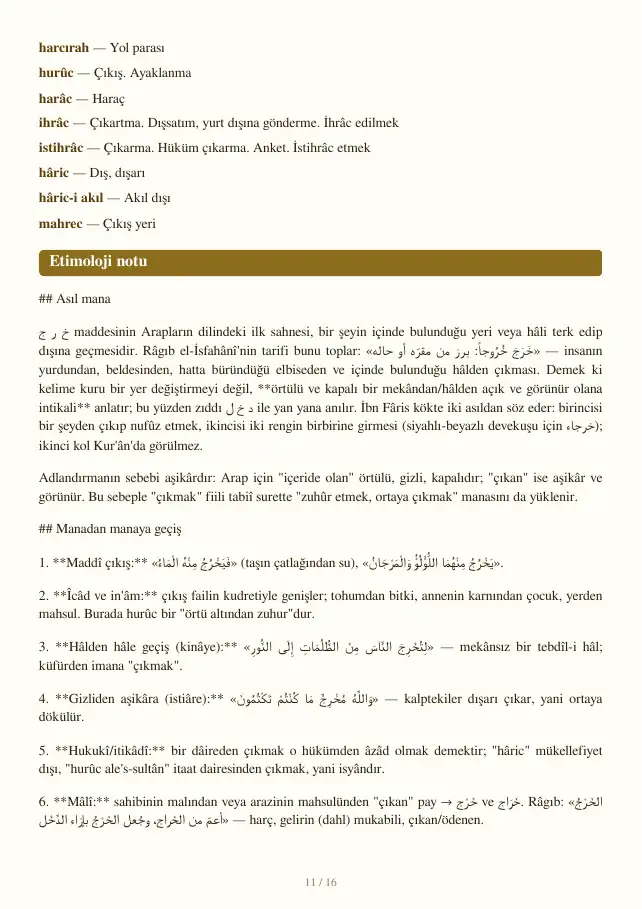 harcırah — Yol parası
hurûc — Çıkış. Ayaklanma
harâc — Haraç
ihrâc — Çıkartma. Dışsatım, yurt dışına gönderme. İhrâc edilmek
istihrâc — Çıkarma. Hüküm çıkarma. Anket. İstihrâc etmek
hâric — Dış, dışarı
hâric-i akıl — Akıl dışı
mahrec — Çıkış yeri
Etimoloji notu
## Asıl mana
خ ر ج maddesinin Arapların dilindeki ilk sahnesi, bir şeyin içinde bulunduğu yeri veya hâli terk edip
dışına geçmesidir. Râgıb el-İsfahânî'nin tarifi bunu toplar: «خَرَجَ خُرُوجاً: برز من مقرّه أو حاله» — insanın
yurdundan, beldesinden, hatta büründüğü elbiseden ve içinde bulunduğu hâlden çıkması. Demek ki
kelime kuru bir yer değiştirmeyi değil, **örtülü ve kapalı bir mekândan/hâlden açık ve görünür olana
intikali** anlatır; bu yüzden zıddı د خ ل ile yan yana anılır. İbn Fâris kökte iki asıldan söz eder: birincisi
bir şeyden çıkıp nufûz etmek, ikincisi iki rengin birbirine girmesi (siyahlı-beyazlı devekuşu için خرجاء);
ikinci kol Kur'ân'da görülmez.
Adlandırmanın sebebi aşikârdır: Arap için "içeride olan" örtülü, gizli, kapalıdır; "çıkan" ise aşikâr ve
görünür. Bu sebeple "çıkmak" fiili tabiî surette "zuhûr etmek, ortaya çıkmak" manasını da yüklenir.
## Manadan manaya geçiş
1. **Maddî çıkış:** «فَيَخْرُجُ مِنْهُ الْمَاءُ» (taşın çatlağından su), «يَخْرُجُ مِنْهُمَا اللُّؤْلُؤُ وَالْمَرْجَانُ».
2. **Îcâd ve in'âm:** çıkış failin kudretiyle genişler; tohumdan bitki, annenin karnından çocuk, yerden
mahsul. Burada hurûc bir "örtü altından zuhur"dur.
3. **Hâlden hâle geçiş (kinâye):** «لِتُخْرِجَ النَّاسَ مِنَ الظُّلُمَاتِ إِلَى النُّورِ» — mekânsız bir tebdîl-i hâl;
küfürden imana "çıkmak".
4. **Gizliden aşikâra (istiâre):** «وَاللَّهُ مُخْرِجٌ مَا كُنْتُمْ تَكْتُمُونَ» — kalptekiler dışarı çıkar, yani ortaya
dökülür.
5. **Hukukî/itikâdî:** bir dâireden çıkmak o hükümden âzâd olmak demektir; "hâric" mükellefiyet
dışı, "hurûc ale's-sultân" itaat dairesinden çıkmak, yani isyândır.
6. **Mâlî:** sahibinin malından veya arazinin mahsulünden "çıkan" pay → خَرْج ve خَرَاج. Râgıb: «الخَرْجُ
أعمّ من الخراج، وجُعل الخَرْجُ بإزاء الدّخْل» — harç, gelirin (dahl) mukabili, çıkan/ödenen.
11 / 16